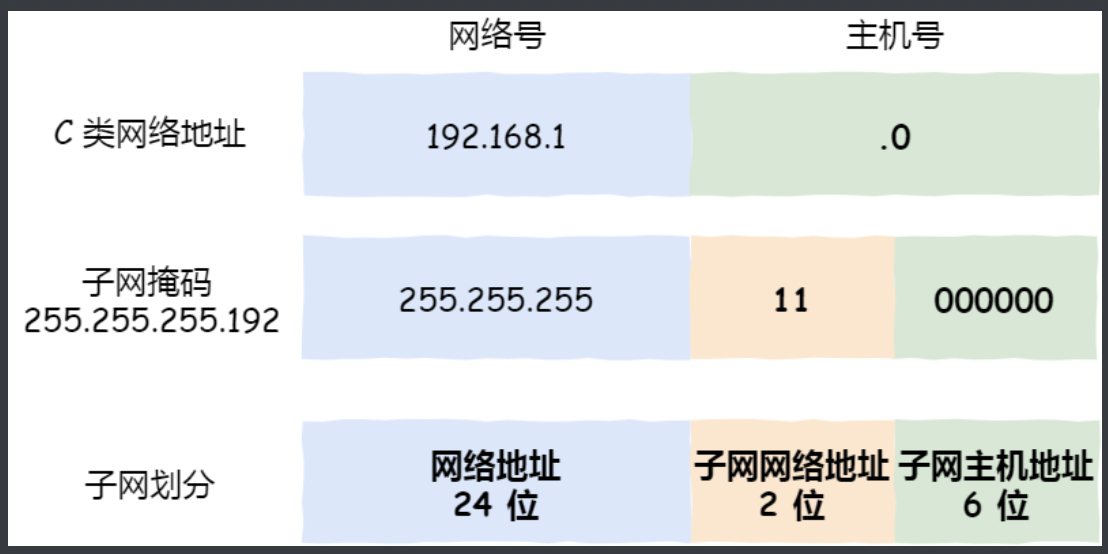 网络号 主机号
C 类网络地址 192.168.1 .0
子网掩码
255.255.255.192
255.255.255 11 000000
子网划分
网络地址
24 位
子网网络地址
2 位
子网主机地址
6 位